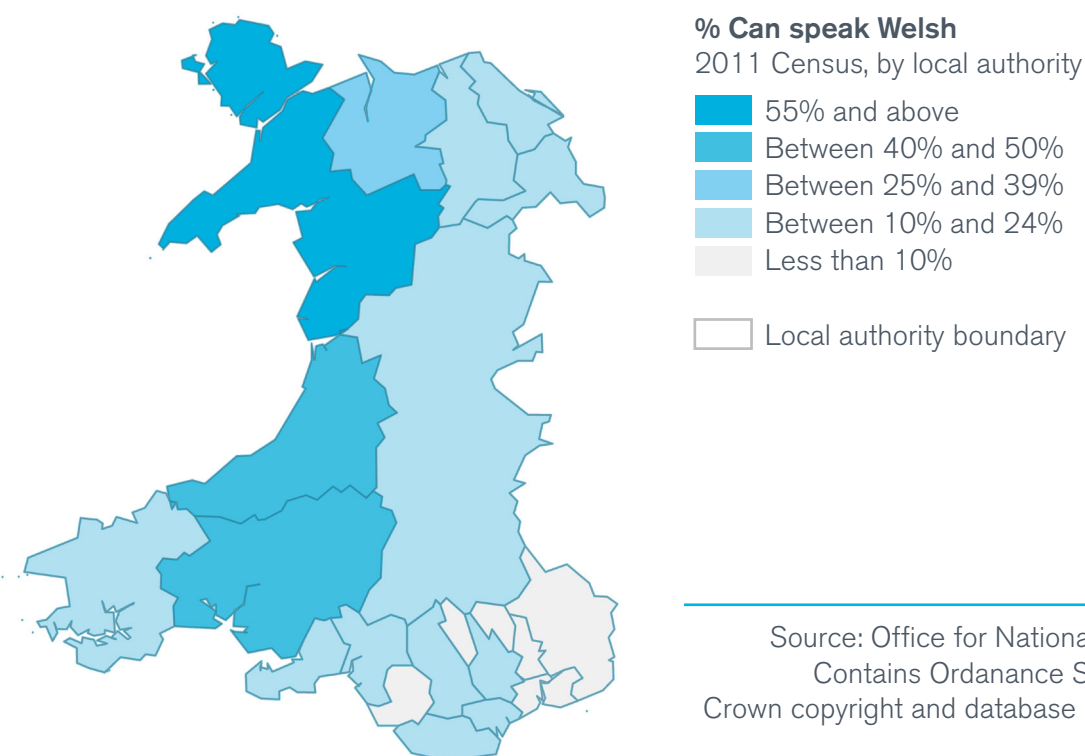 % Can speak Welsh
2011 Census, by local authority
55% and above
Between 40% and 50%
Between 25% and 39%
Between 10% and 24%
Less than 10%
Local authority boundary
Source: Office for Nationa
Contains Ordanance S
Crown copyright and database